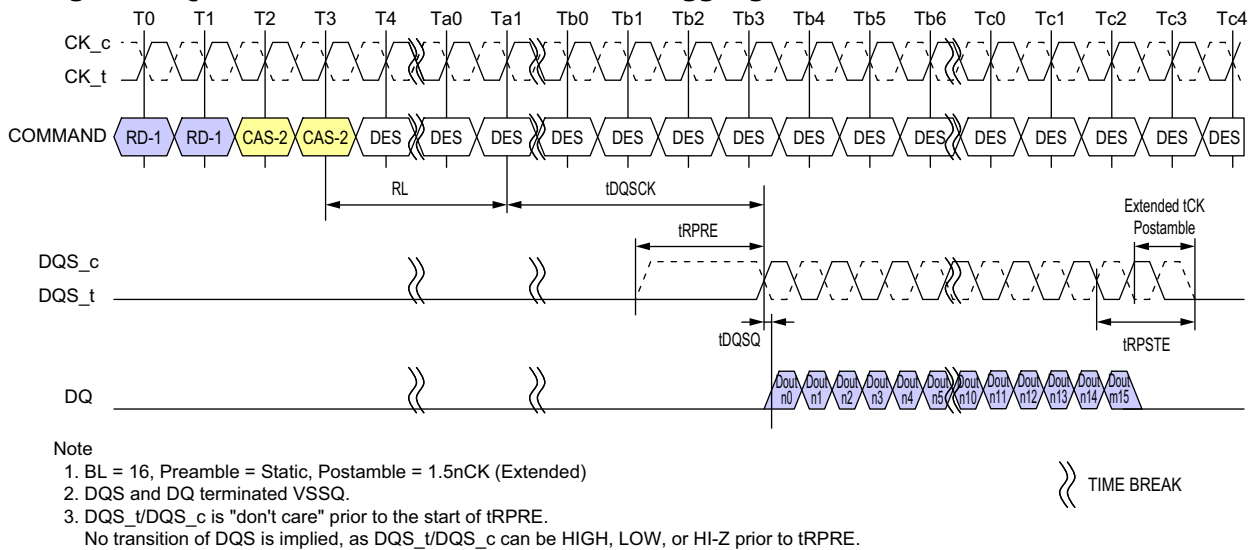 T0 T1 T2 T3 T4 Ta0 Ta1 Tb0 Tb1 Tb2 Tb3 Tb4 Tb5 Tb6 Tc0 Tc1 Tc2 Tc3 Tc4
CK_c
CK_t
COMMAND RD-1 RD-1 CAS-2 CAS-2 DES DES DES DES DES DES DES DES DES DES DES DES DES DES DES
RL tDQSCK
Extended tCK
Postamble
tRPRE
DQS_c
DQS_t
tDQSQ
tRPSTE
DQ
Dout Dout Dout Dout Dout Dout Dout Dout Dout Dout Dout Dout
n0 n1 n2 n3 n4 n5 n10 n11 n12 n13 n14 m15
Note
1. BL = 16, Preamble = Static, Postamble = 1.5nCK (Extended)
2. DQS and DQ terminated VSSQ.
3. DQS_t/DQS_c is "don't care" prior to the start of tRPRE.
No transition of DQS is implied, as DQS_t/DQS_c can be HIGH, LOW, or HI-Z prior to tRPRE.
TIME BREAK